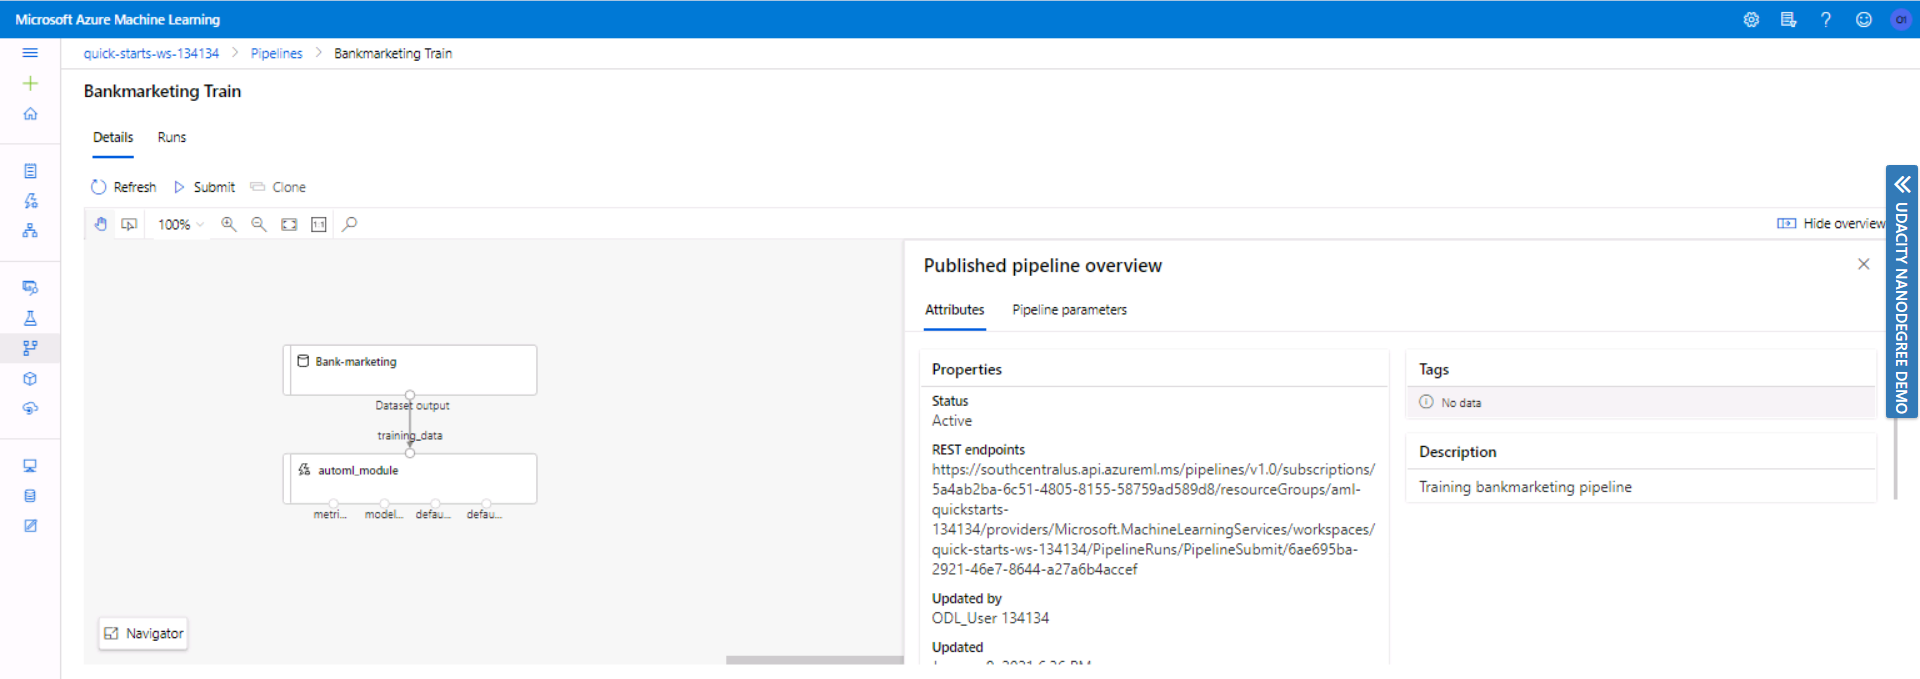 Microsoft Azure Machine Learning
quick-starts-ws-134134 > Pipelines > Bankmarketing Train
Bankmarketing Train
Details Runs
Refresh Submit Clone
100%
Hide overview
Bank-marketing
Dataset output
training_data
automl_module
metri... model... defau... defau...
Navigator
Published pipeline overview
Attributes Pipeline parameters
Properties
Status
Active
REST endpoints
https://southcentralus.api.azureml.ms/pipelines/v1.0/subscriptions/
5a4ab2ba-6c51-4805-8155-58759ad589d8/resourceGroups/aml-
quickstarts-
134134/providers/Microsoft.MachineLearningServices/workspaces/
quick-starts-ws-134134/PipelineRuns/PipelineSubmit/6ae695ba-
2921-46e7-8644-a27a6b4accef
Updated by
ODL_User 134134
Updated
Tags
No data
Description
Training bankmarketing pipeline
UDACITY NANODEGREE DEMO